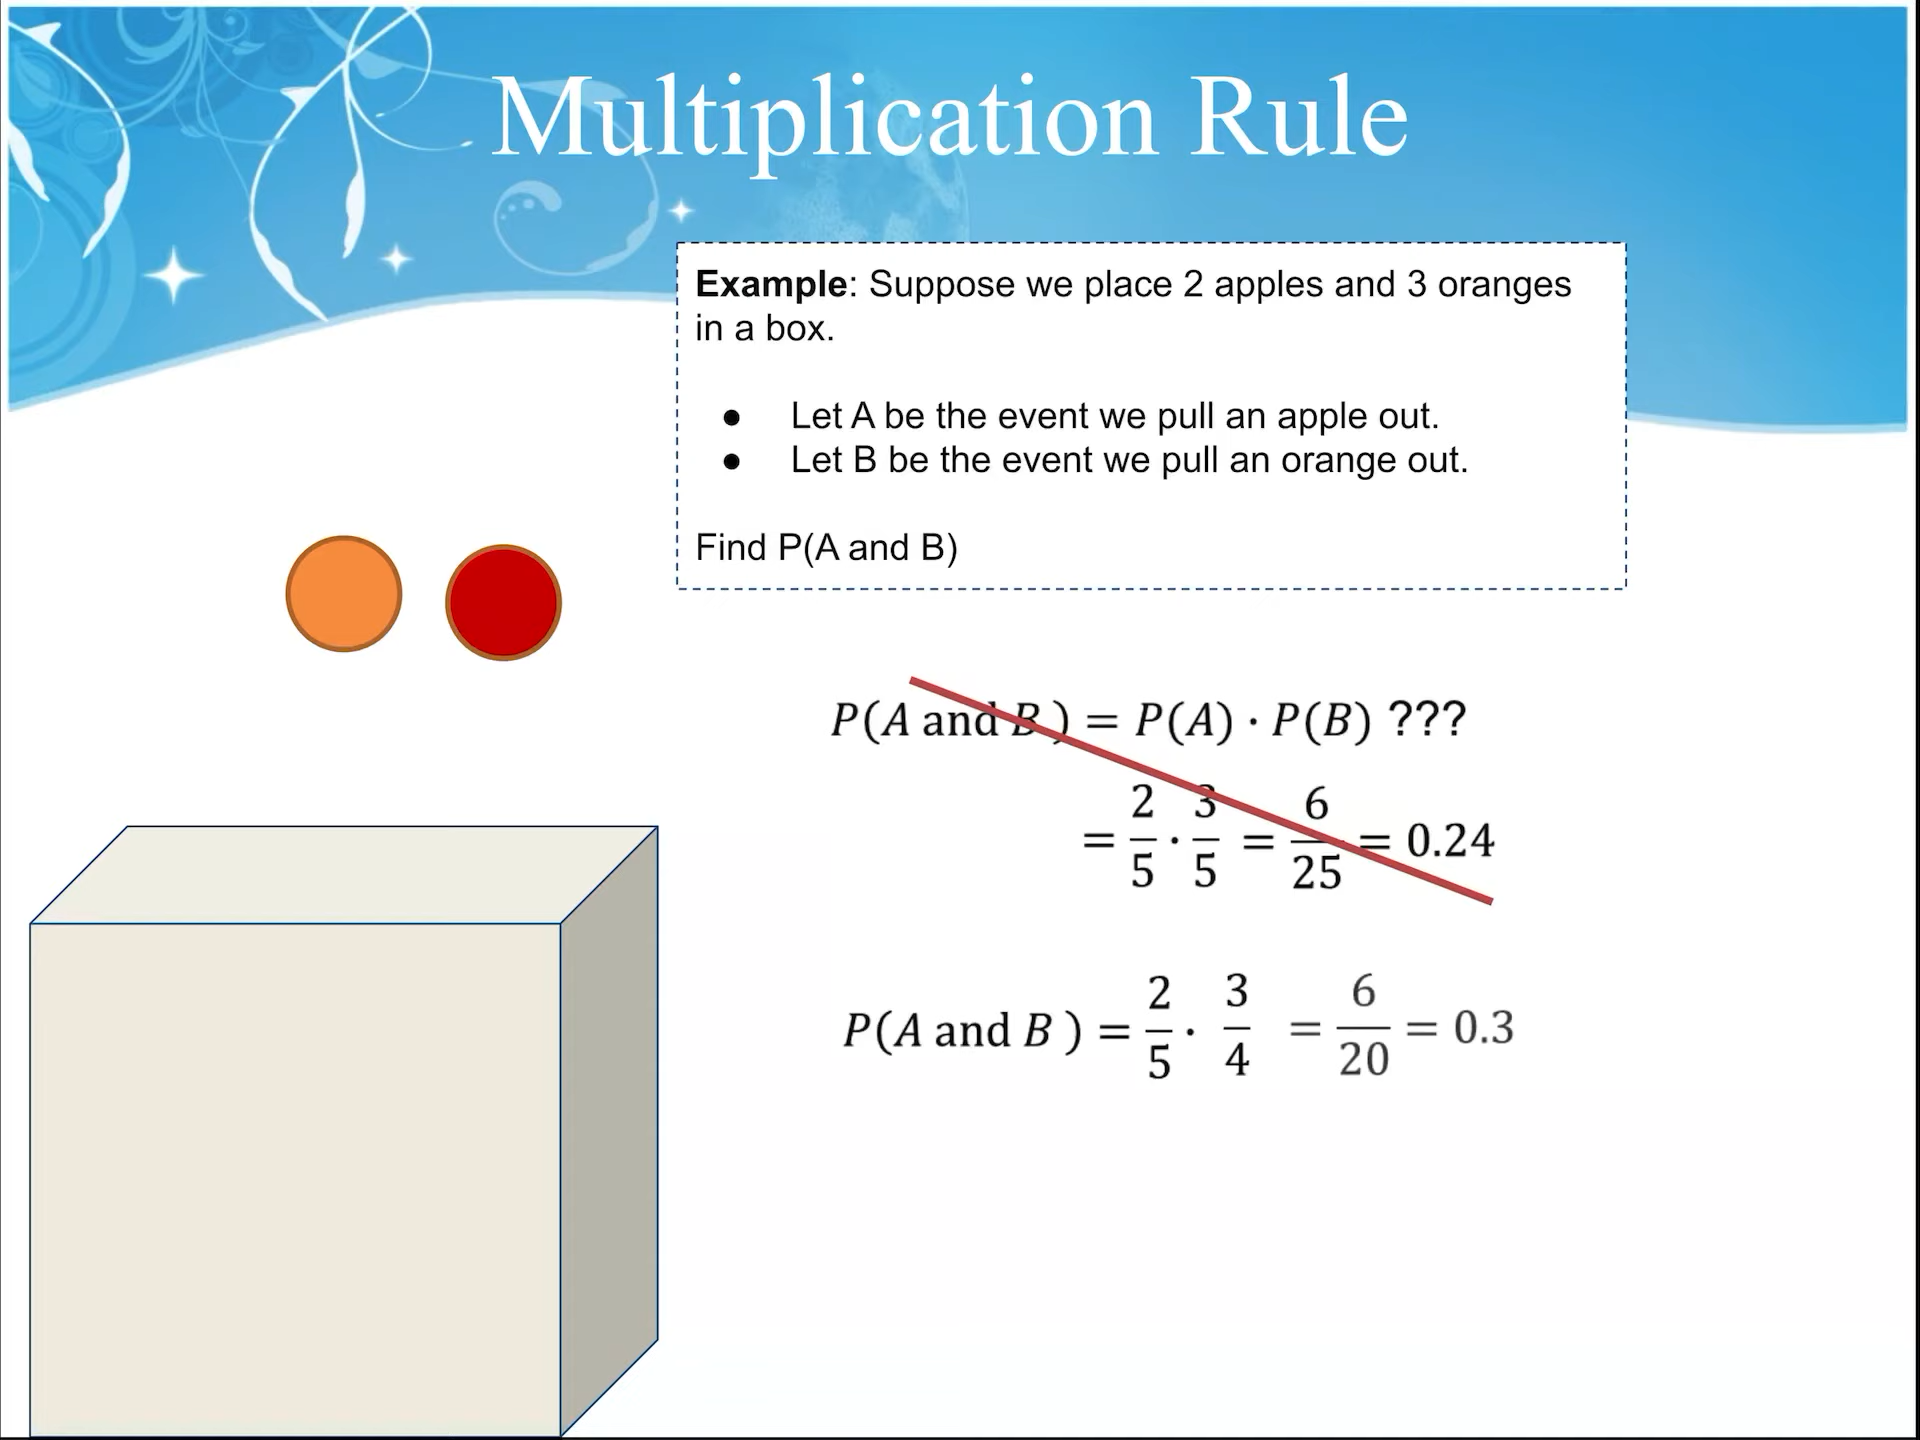 Multiplication Rule
Example: Suppose we place 2 apples and 3 oranges
in a box.
● Let A be the event we pull an apple out.
● Let B be the event we pull an orange out.
Find P(A and B)
P(A and B ) = P(A) · P(B) ???
= 2/5 · 3/5 = 6/25 = 0.24
P(A and B ) = 2/5 · 3/4 = 6/20 = 0.3